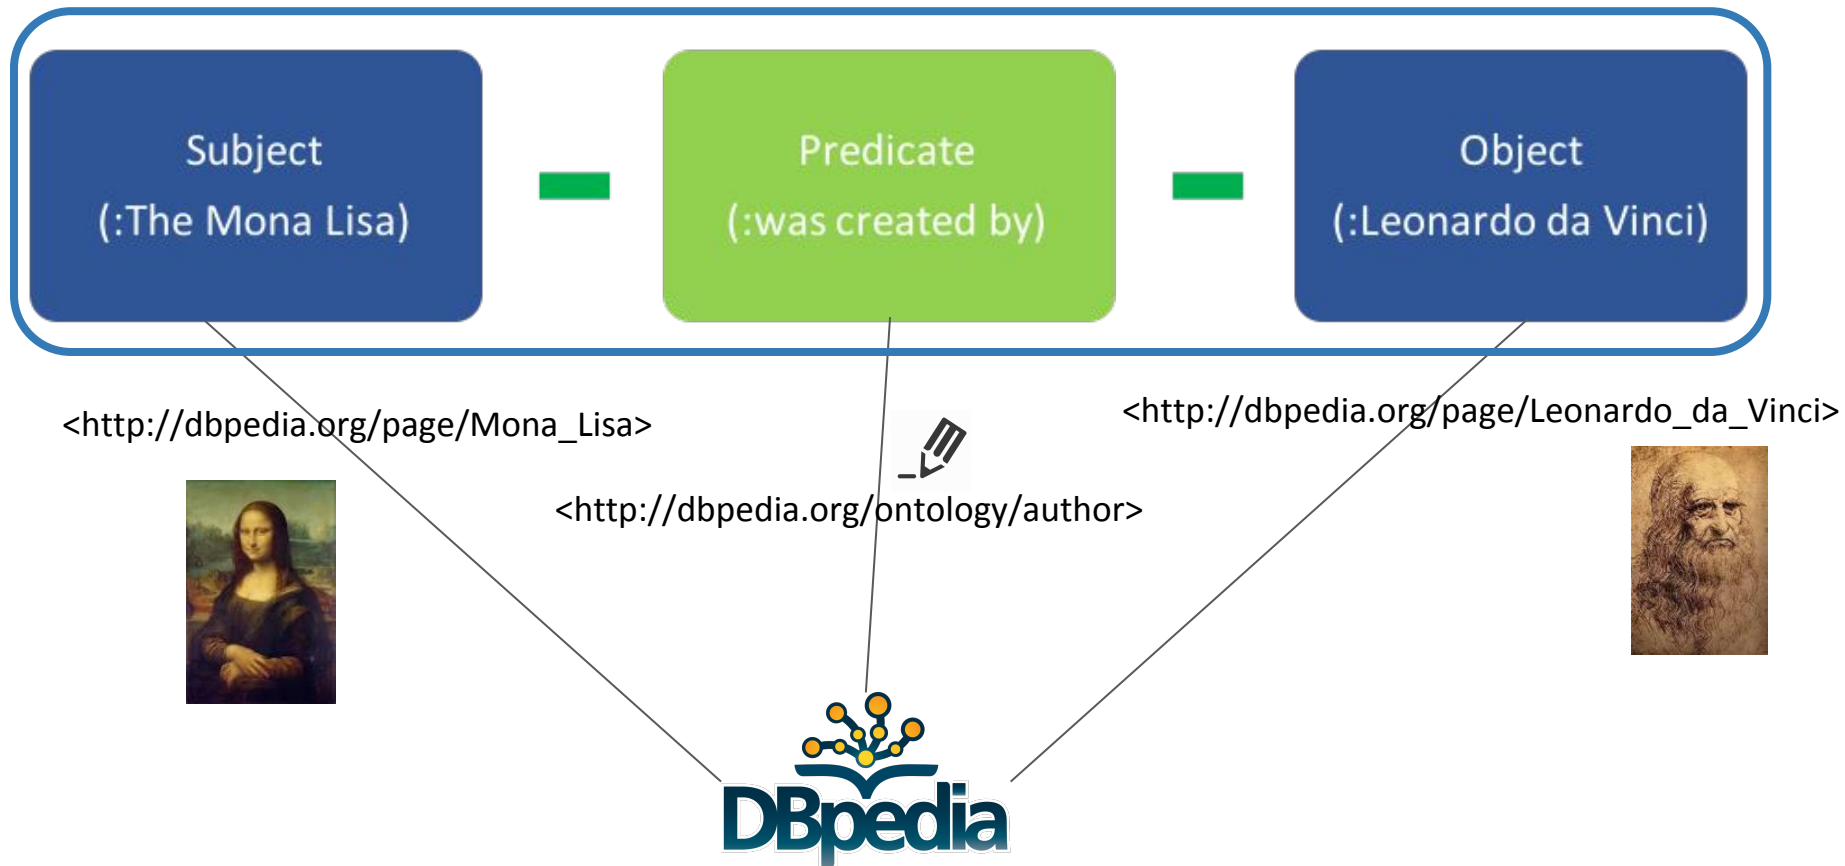 Subject
(:The Mona Lisa)
Predicate
(:was created by)
Object
(:Leonardo da Vinci)
<http://dbpedia.org/page/Mona_Lisa>
<http://dbpedia.org/ontology/author>
<http://dbpedia.org/page/Leonardo_da_Vinci>
DBpedia